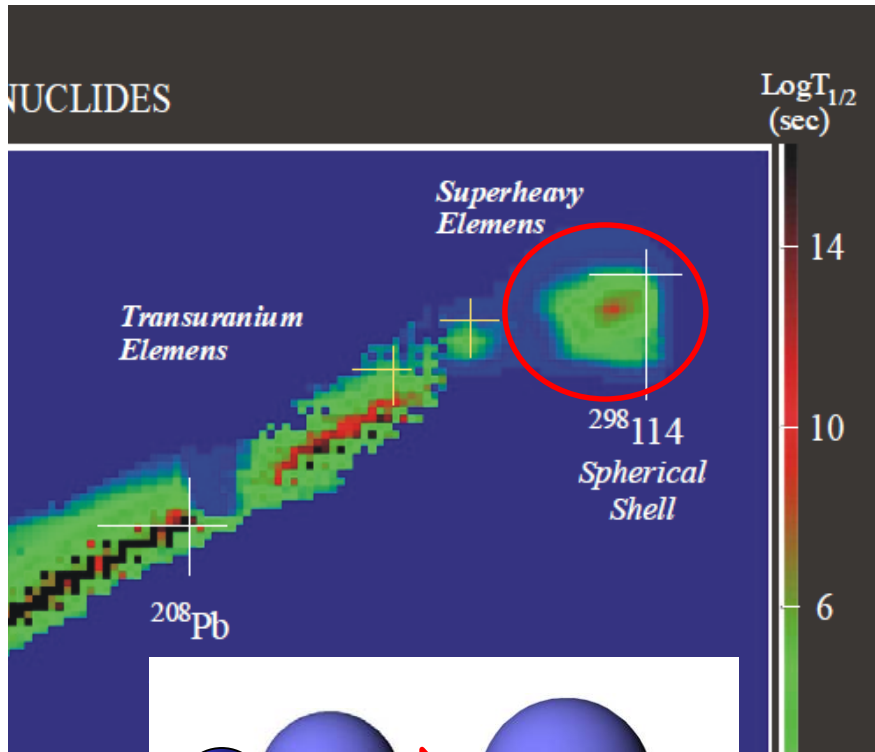 NUCLIDES
LogT1/2
(sec)
Superheavy
Elemens
14
Transuranium
Elemens
298114
10
Spherical
Shell
6
208Pb